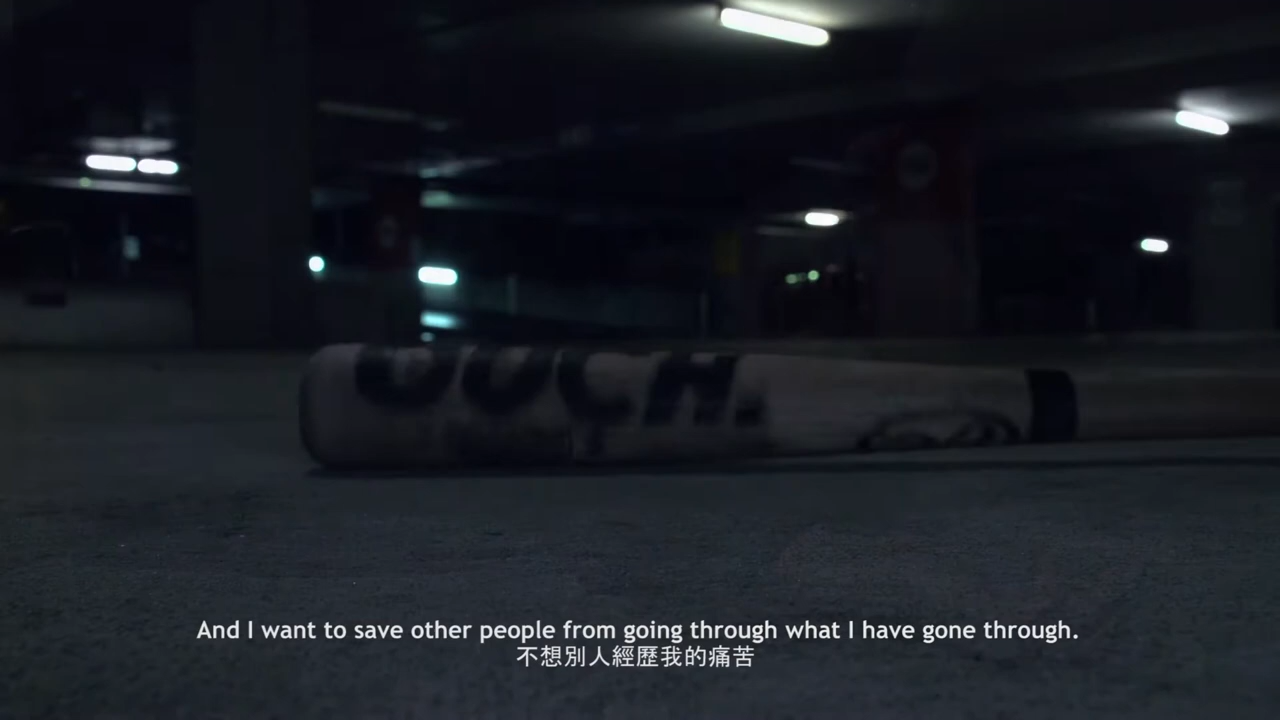 OUCH.
And I want to save other people from going through what I have gone through.
不想別人經歷我的痛苦